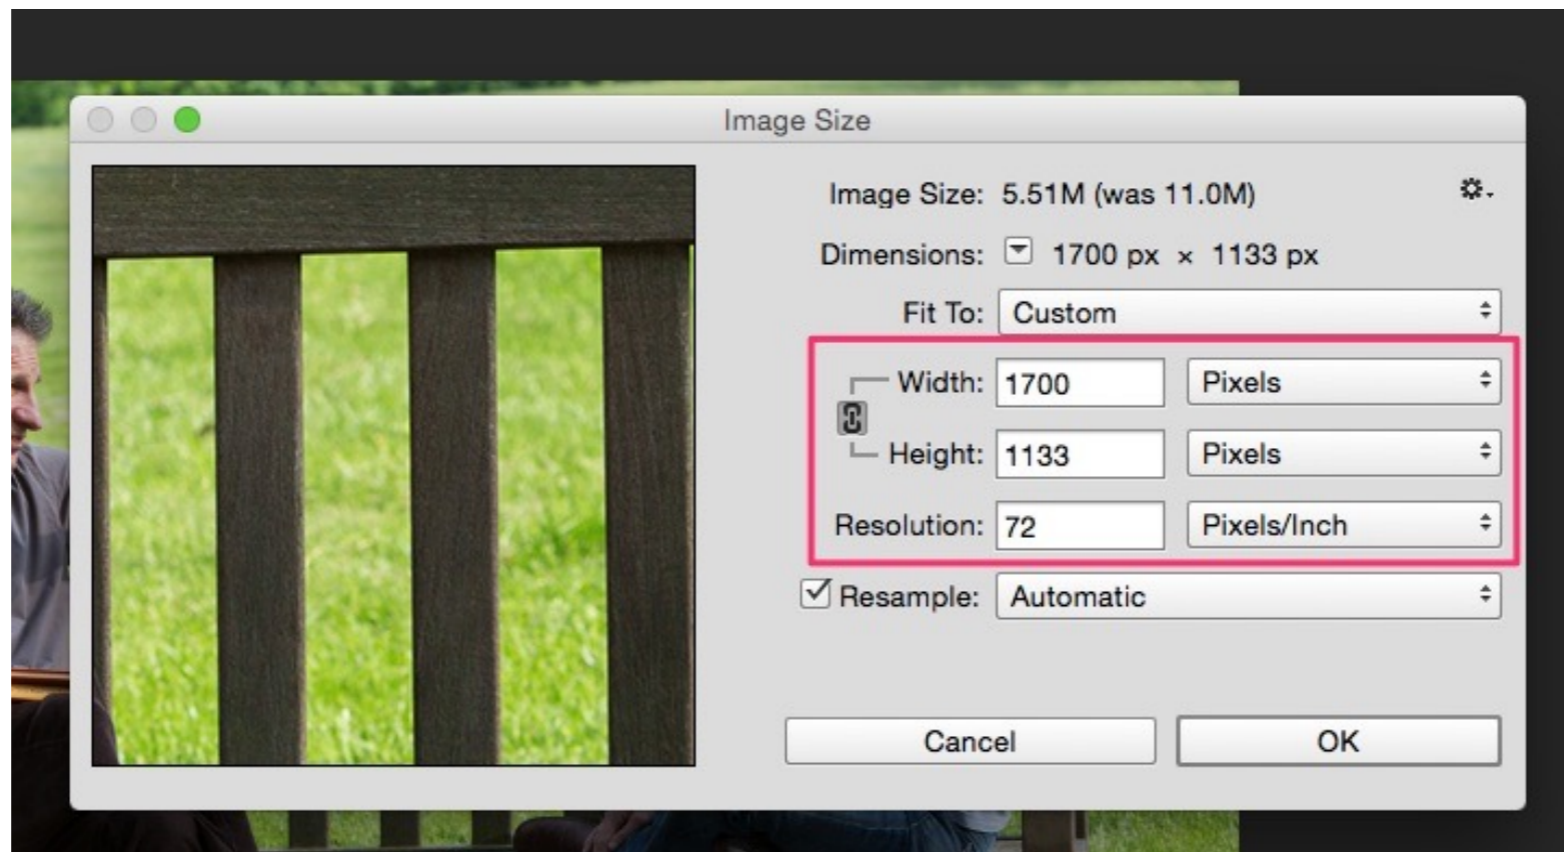 Image Size
Image Size: 5.51M (was 11.0M)
Dimensions: 1700 px × 1133 px
Fit To: Custom
Width: 1700 Pixels
Height: 1133 Pixels
Resolution: 72 Pixels/Inch
Resample: Automatic
Cancel OK